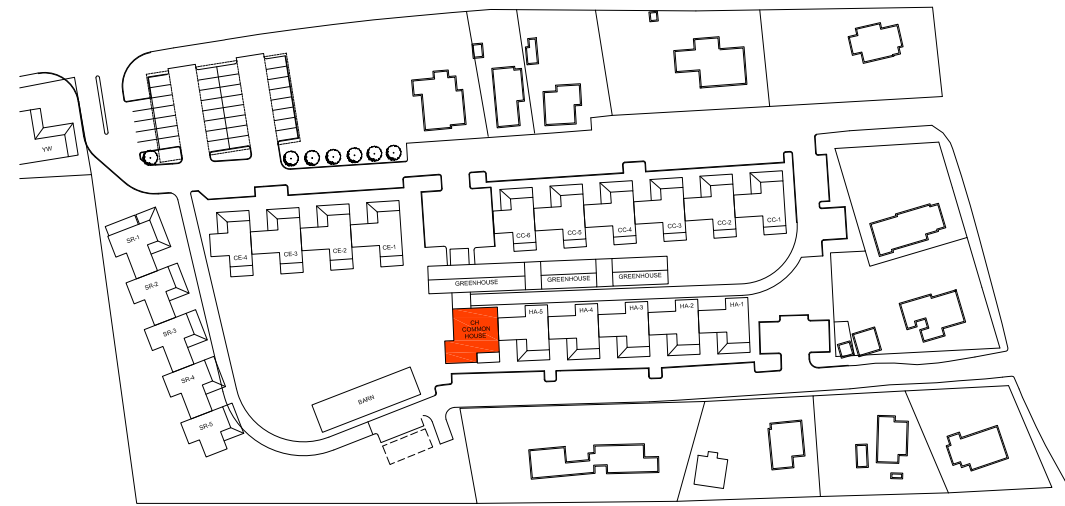 YW
SR-1
SR-2
SR-3
SR-4
SR-5
CE-4
CE-3
CE-2
CE-1
CC-6
CC-5
CC-4
CC-3
CC-2
CC-1
GREENHOUSE
GREENHOUSE
GREENHOUSE
CH
COMMON
HOUSE
HA-5
HA-4
HA-3
HA-2
HA-1
BARN